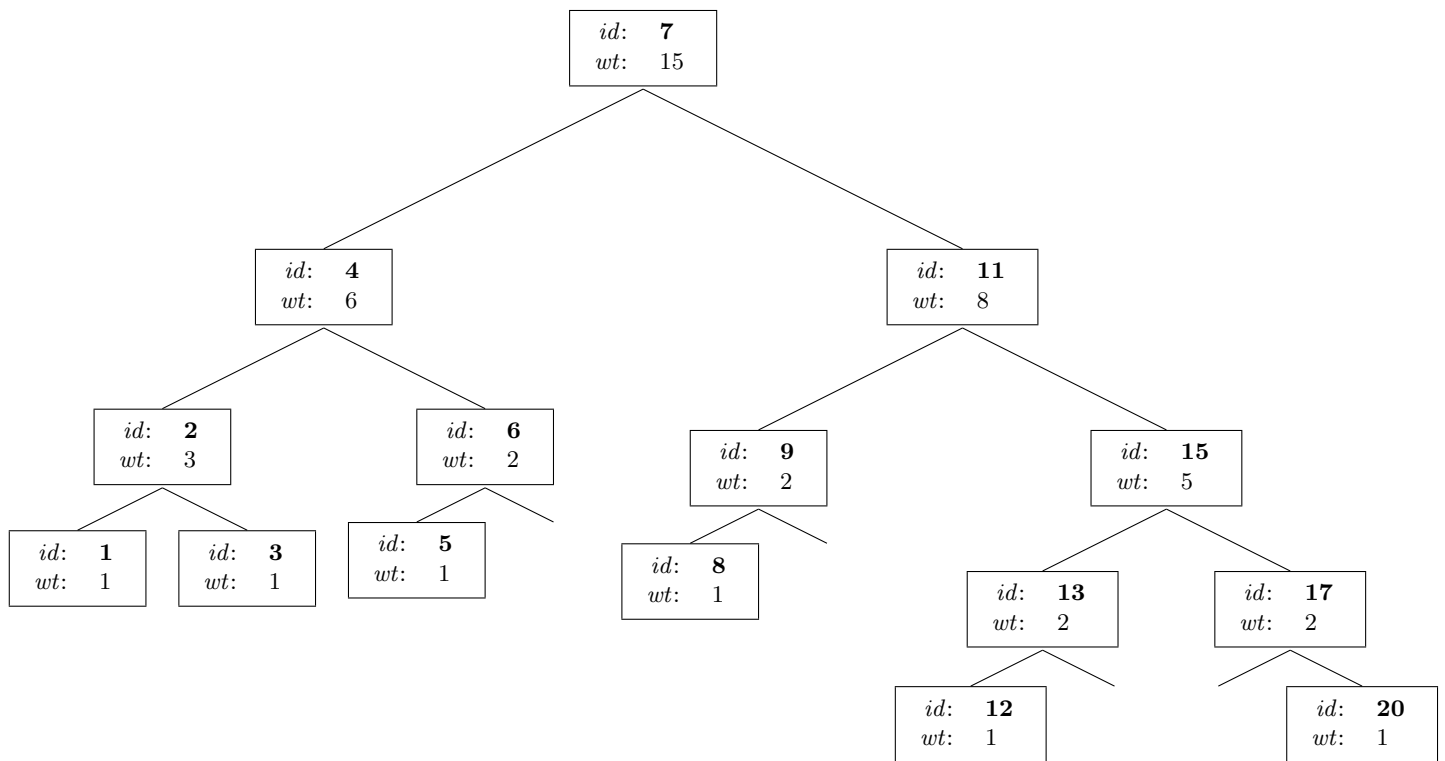 id: 7
wt: 15
id: 4
wt: 6
id: 11
wt: 8
id: 2
wt: 3
id: 6
wt: 2
id: 9
wt: 2
id: 15
wt: 5
id: 1
wt: 1
id: 3
wt: 1
id: 5
wt: 1
id: 8
wt: 1
id: 13
wt: 2
id: 17
wt: 2
id: 12
wt: 1
id: 20
wt: 1